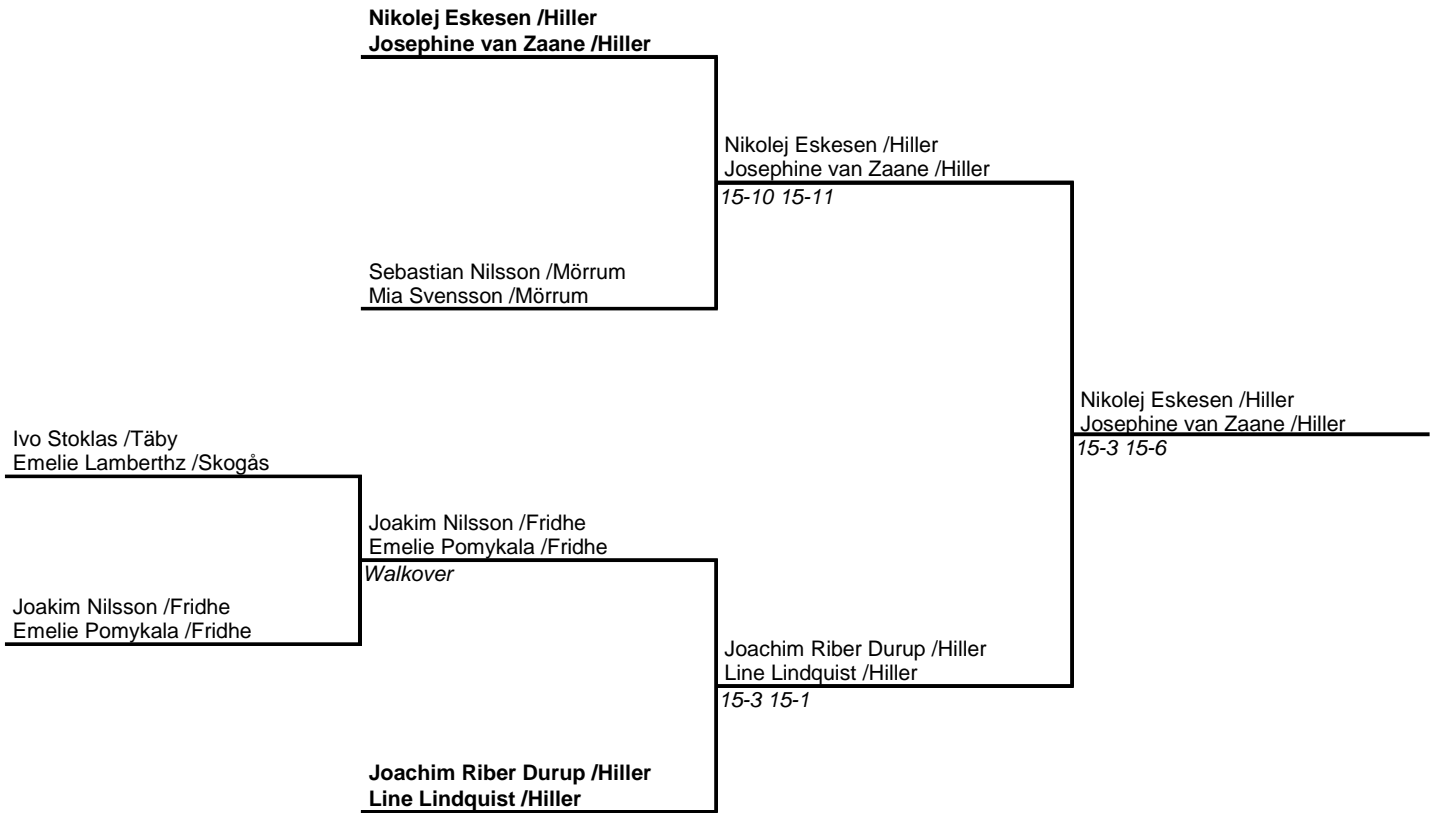 Nikolej Eskesen /Hiller
Josephine van Zaane /Hiller
Nikolej Eskesen /Hiller
Josephine van Zaane /Hiller
15-10 15-11
Sebastian Nilsson /Mörrum
Mia Svensson /Mörrum
Nikolej Eskesen /Hiller
Josephine van Zaane /Hiller
15-3 15-6
Ivo Stoklas /Täby
Emelie Lamberthz /Skogås
Joakim Nilsson /Fridhe
Emelie Pomykala /Fridhe
Walkover
Joakim Nilsson /Fridhe
Emelie Pomykala /Fridhe
Joachim Riber Durup /Hiller
Line Lindquist /Hiller
15-3 15-1
Joachim Riber Durup /Hiller
Line Lindquist /Hiller